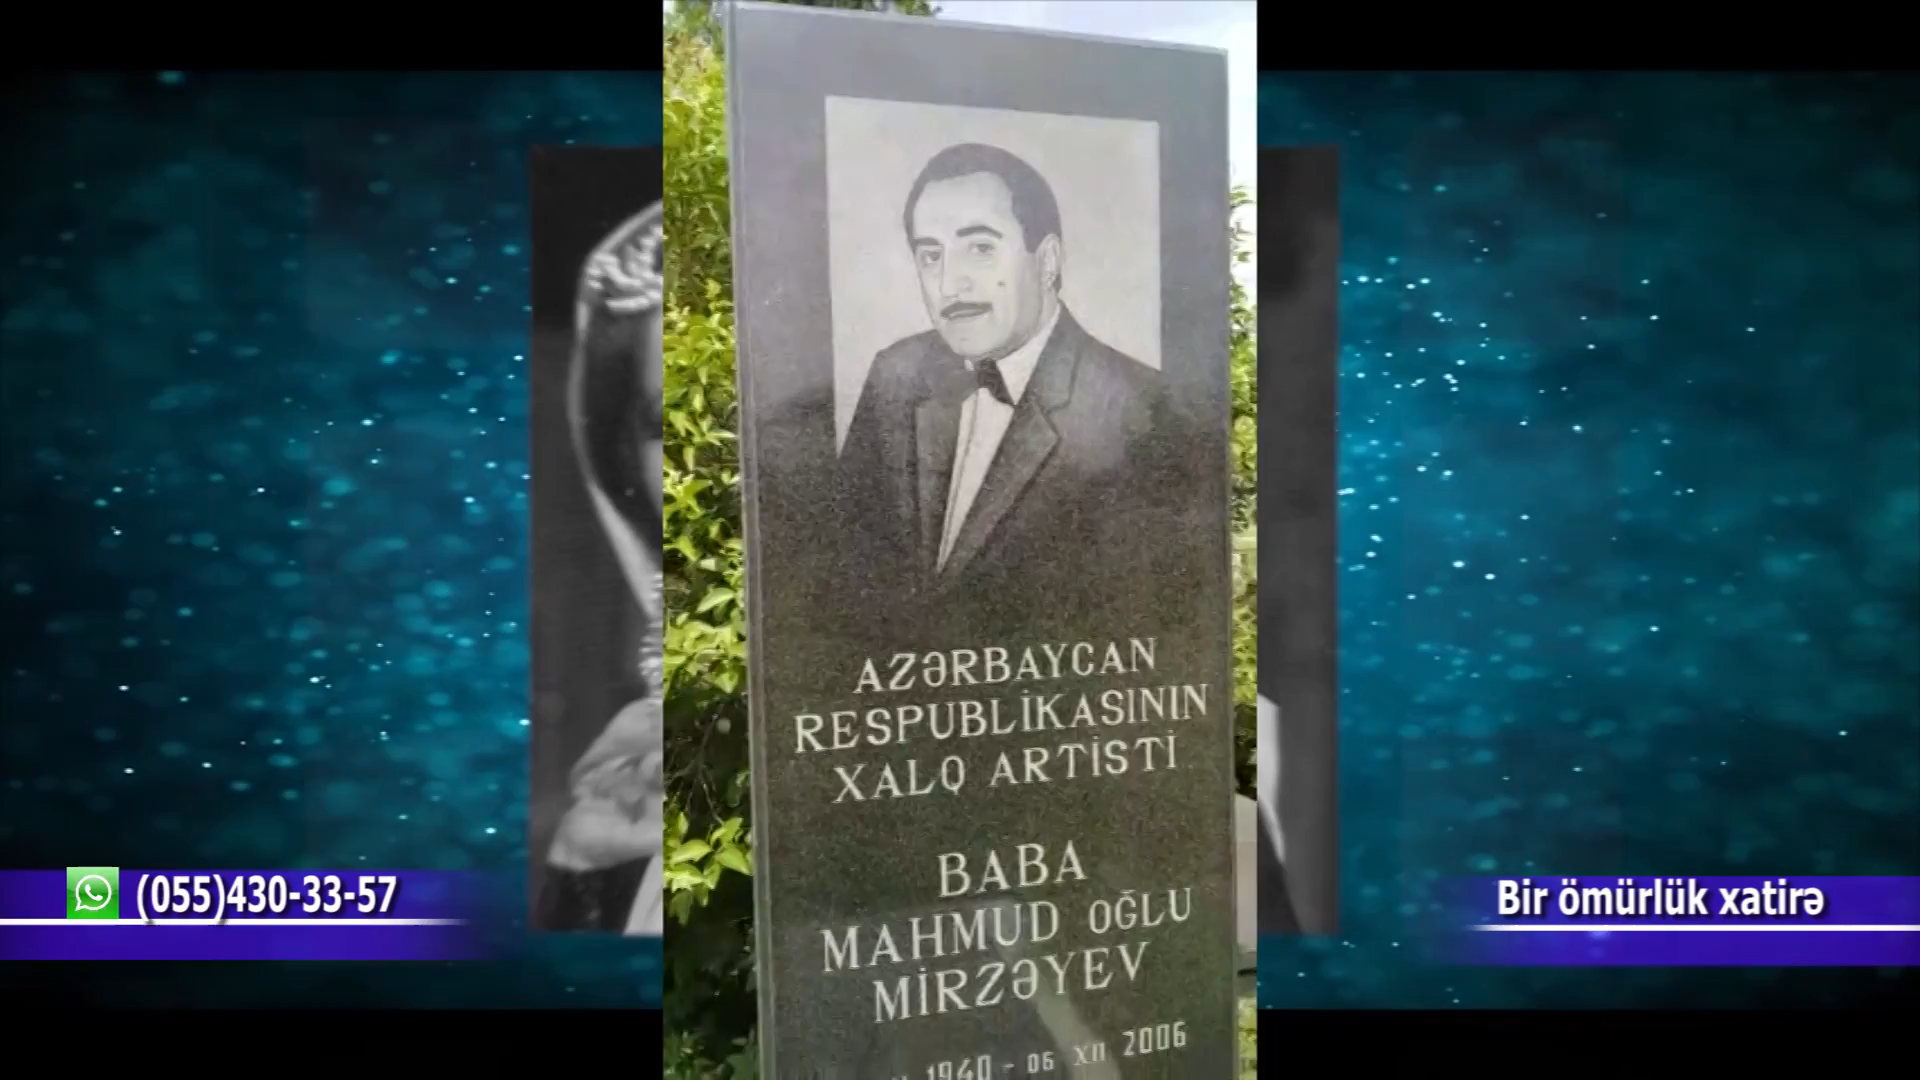 AZƏRBAYCAN
RESPUBLİKASININ
XALQ ARTİSTİ
BABA
MAHMUD OĞLU
MİRZƏYEV
1940 - 06 XII 2006
(055)430-33-57
Bir ömürlük xatirə